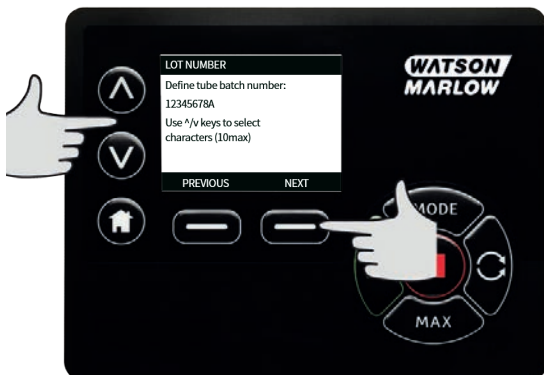 LOT NUMBER
Define tube batch number:
12345678A
Use ^/v keys to select
characters (10max)
PREVIOUS NEXT
WATSON
MARLOW
MODE
MAX